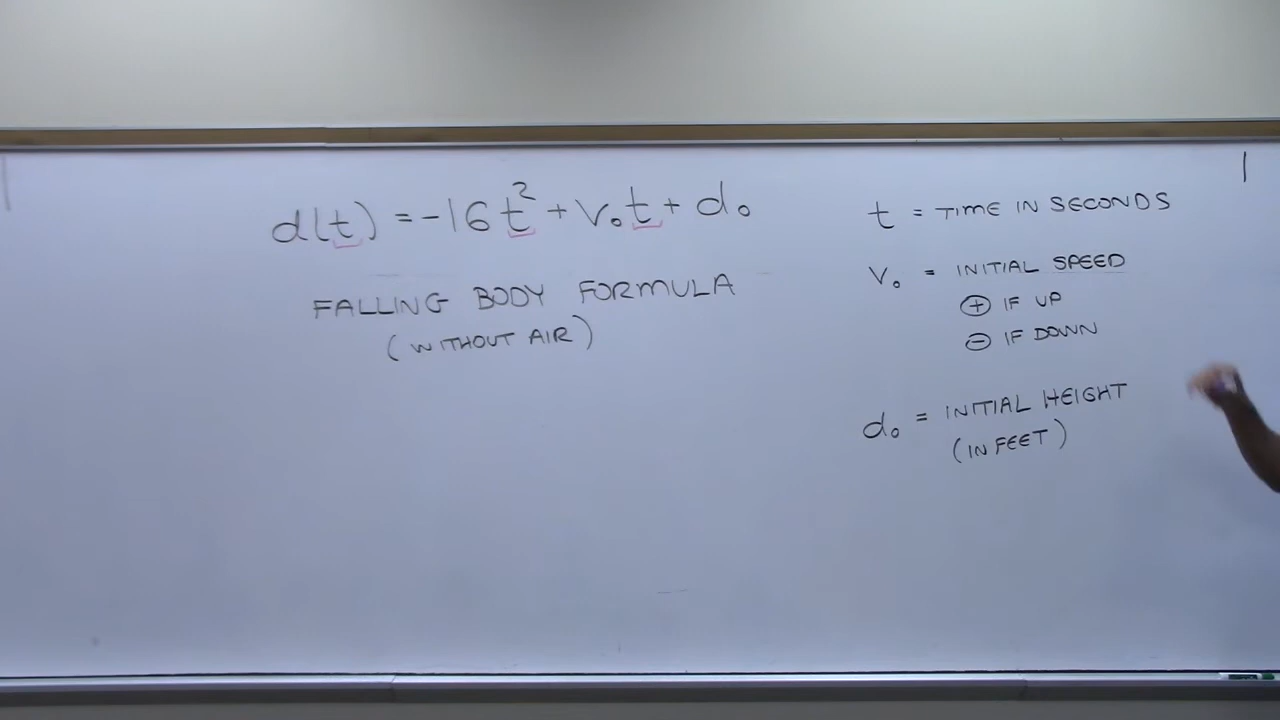 d(t) = -16t² + v₀t + d₀
FALLING BODY FORMULA
(WITHOUT AIR)
t = TIME IN SECONDS
v₀ = INITIAL SPEED
⊕ IF UP
⊖ IF DOWN
d₀ = INITIAL HEIGHT
(IN FEET)